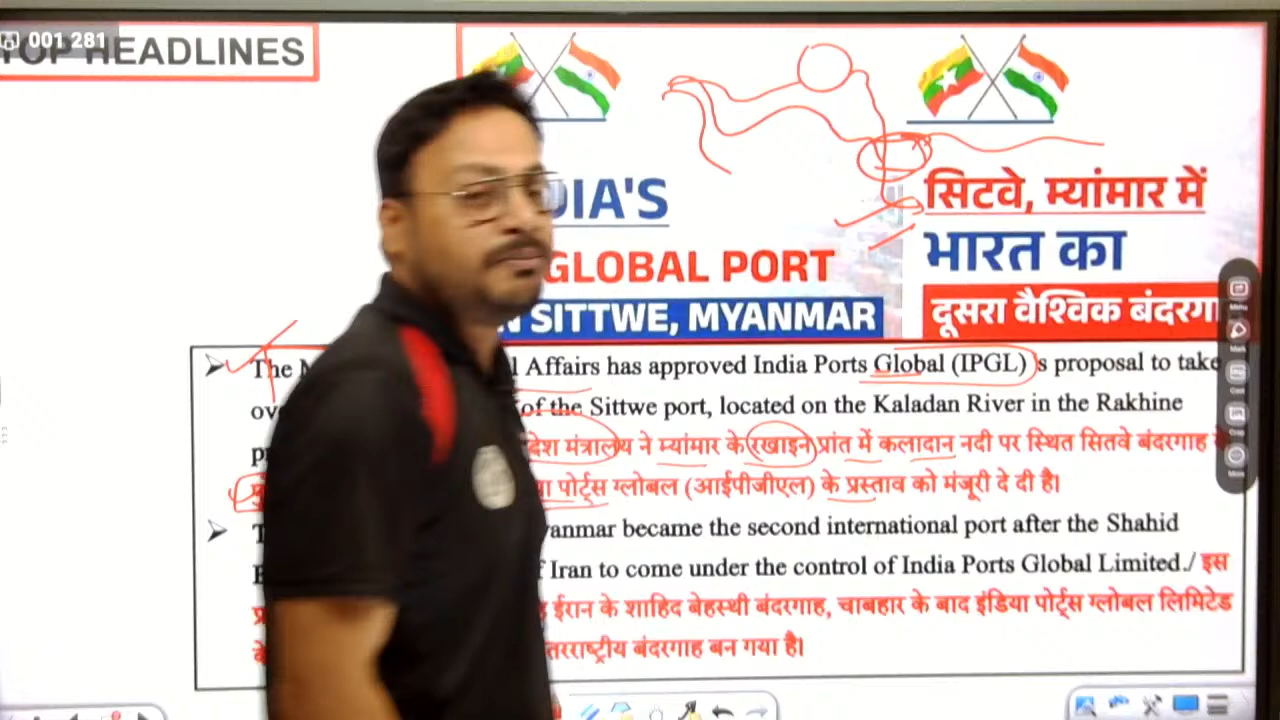 001 281
TOP HEADLINES
DIA'S
GLOBAL PORT
N SITTWE, MYANMAR
सिटवे, म्यांमार में
भारत का
दूसरा वैश्विक बंदरगा
The l Affairs has approved India Ports Global (IPGL) s proposal to take
of the Sittwe port, located on the Kaladan River in the Rakhine
देश मंत्रालय ने म्यांमार के रखाइन प्रांत में कलादान नदी पर स्थित सितवे बंदरगाह
पोर्ट्स ग्लोबल (आईपीजीएल) के प्रस्ताव को मंजूरी दे दी है।
anmar became the second international port after the Shahid
f Iran to come under the control of India Ports Global Limited./ इस
ईरान के शाहिद बेहस्थी बंदरगाह, चाबहार के बाद इंडिया पोर्ट्स ग्लोबल लिमिटेड
तरराष्ट्रीय बंदरगाह बन गया है।